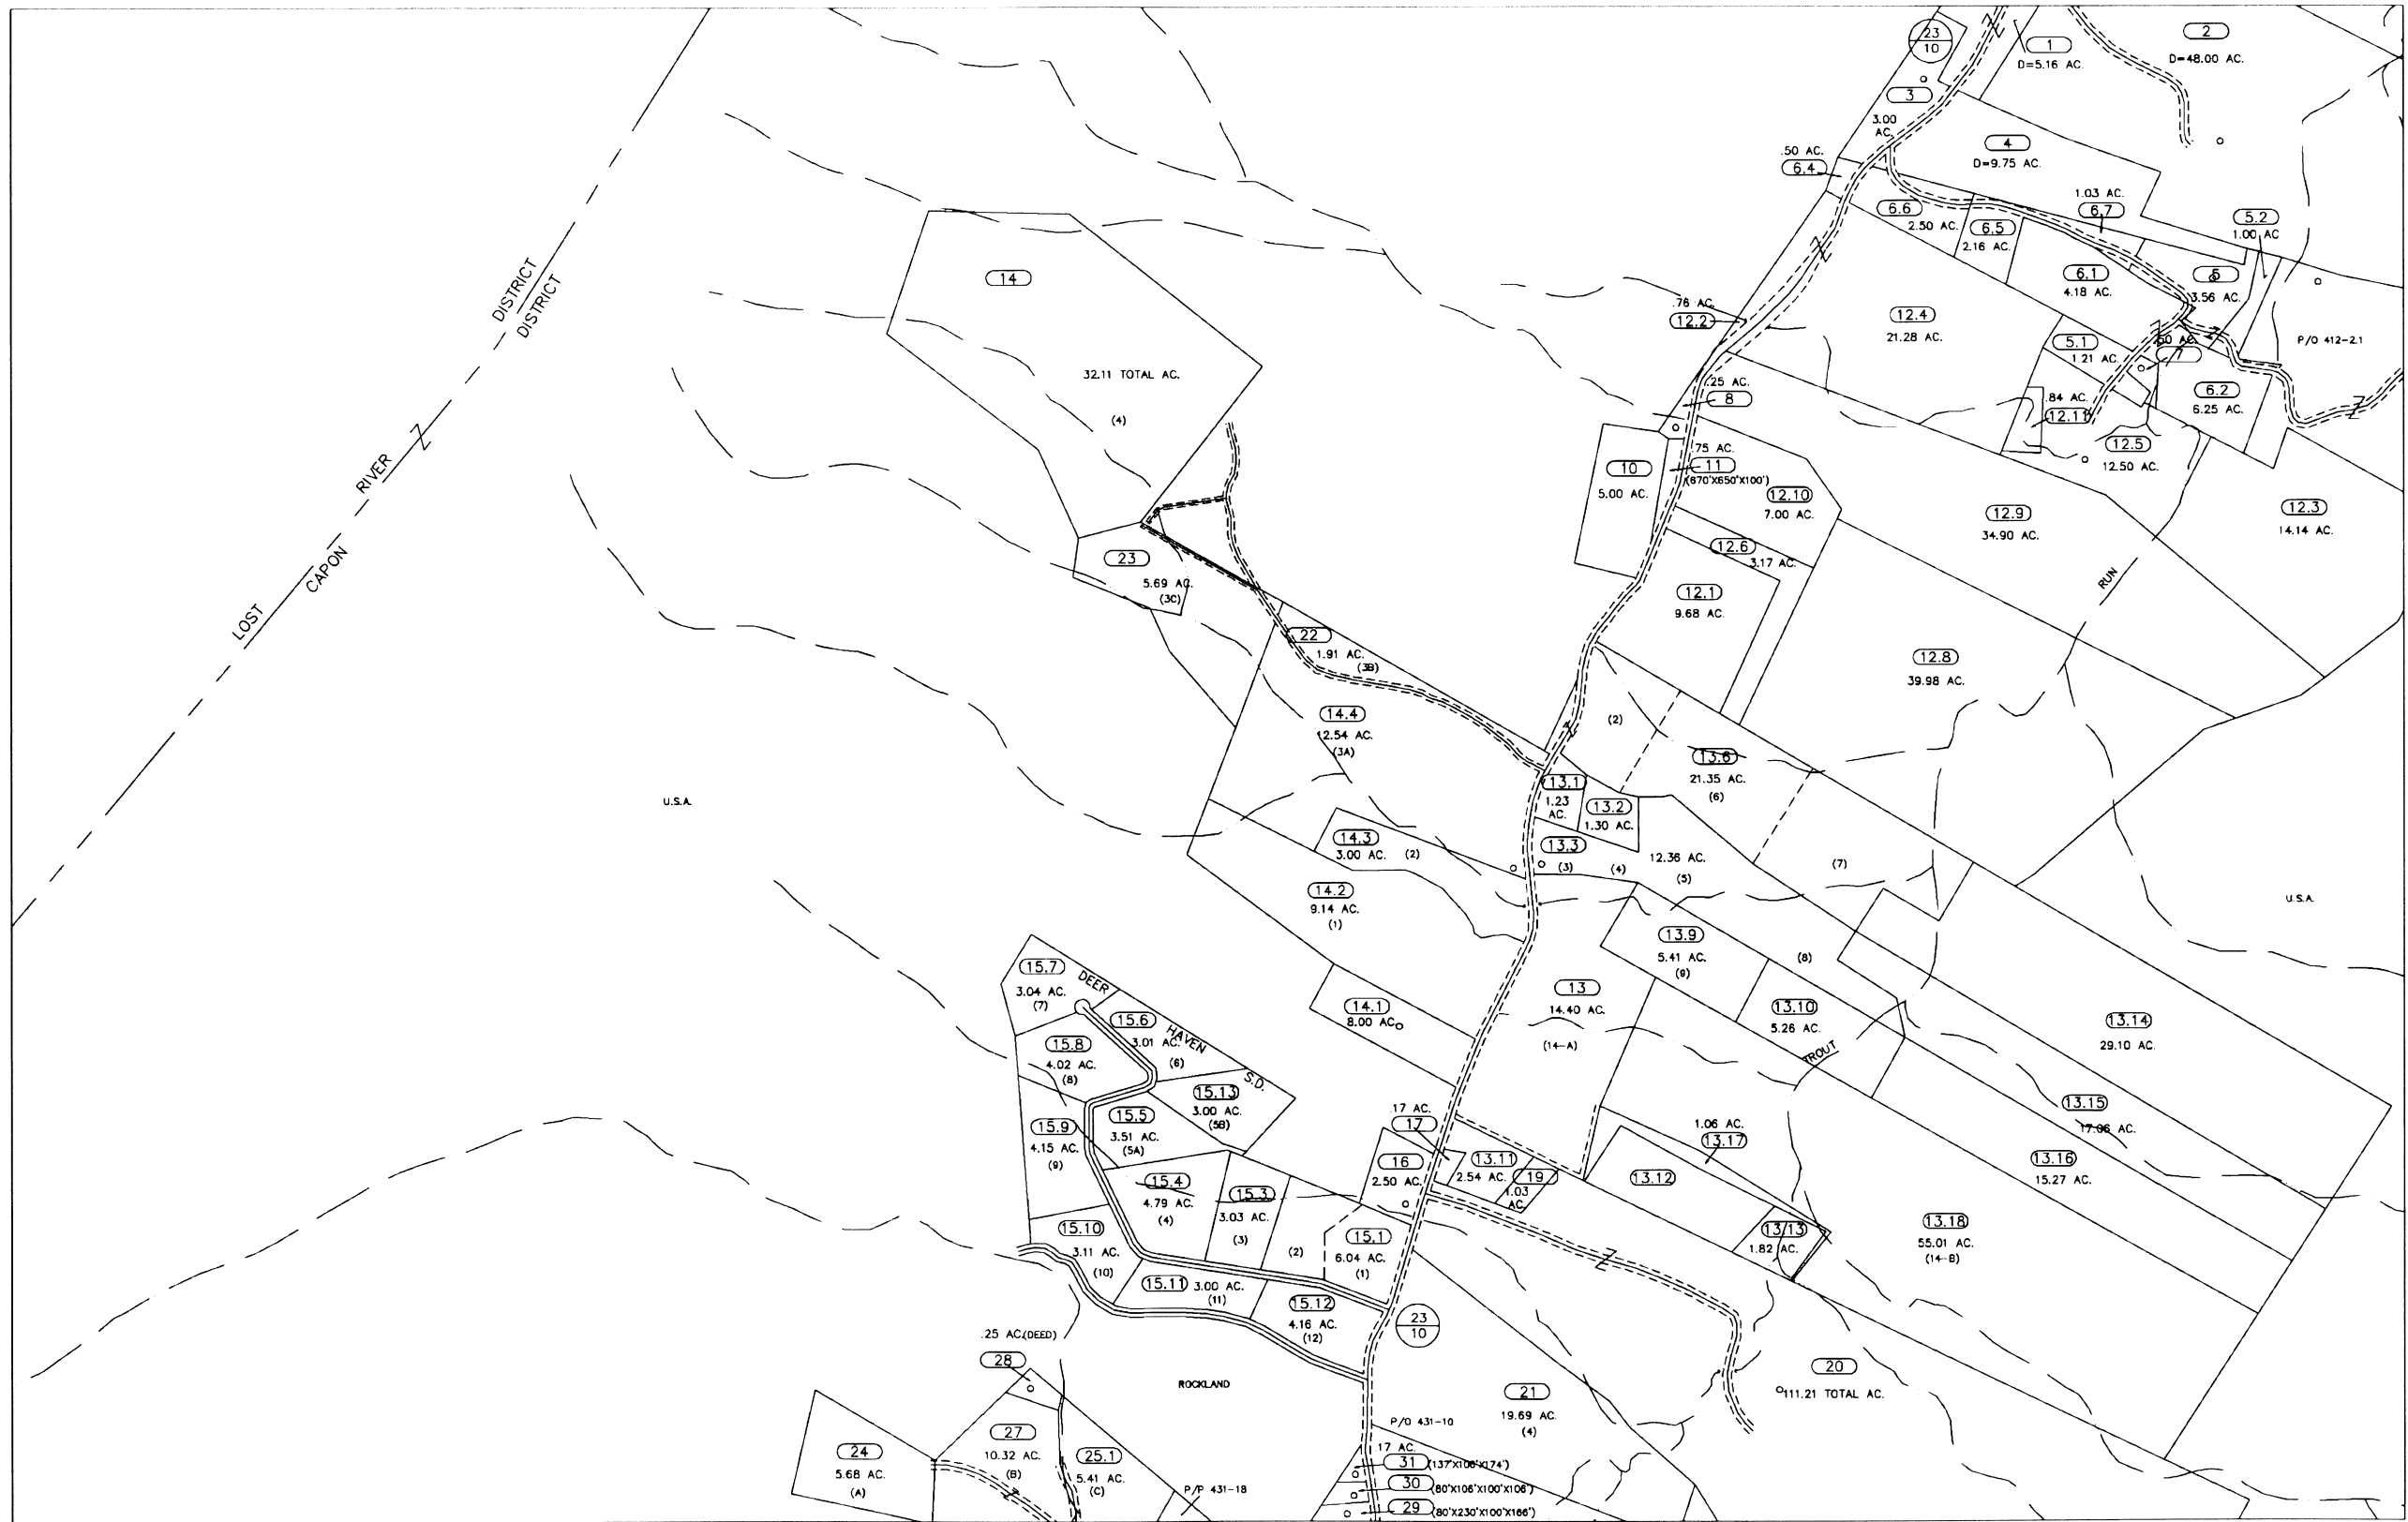 23
10
1
D=5.16 AC.
2
D=48.00 AC.
3
3.00
AC.
4
D=9.75 AC.
.50 AC.
6.4
1.03 AC.
6.7
6.6
2.50 AC.
6.5
2.16 AC.
5.2
1.00 AC
6.1
4.18 AC.
3.56 AC.
DISTRICT
DISTRICT
14
.76 AC.
12.2
12.4
21.28 AC.
5.1
1.21 AC.
7
P/O 412-2.1
32.11 TOTAL AC.
(4)
.25 AC.
8
.84 AC.
12.11
6.2
6.25 AC.
12.5
12.50 AC.
RIVER
CAPON
LOST
10
5.00 AC.
.75 AC.
11
(670'X650'X100')
12.10
7.00 AC.
12.9
34.90 AC.
12.3
14.14 AC.
23
5.69 AC.
(3C)
12.6
3.17 AC.
12.1
9.68 AC.
RUN
22
1.91 AC.
(3B)
12.8
39.98 AC.
14.4
12.54 AC.
(3A)
(2)
13.6
21.35 AC.
(6)
U.S.A.
13.1
1.23
AC.
13.2
1.30 AC.
14.3
3.00 AC.
(2)
13.3
(3)
(4)
12.36 AC.
(5)
(7)
14.2
9.14 AC.
(1)
U.S.A.
13.9
5.41 AC.
(9)
(8)
15.7
3.04 AC.
(7)
DEER
HAVEN
S.D.
13
14.40 AC.
(14-A)
14.1
8.00 AC.
13.10
5.26 AC.
15.6
3.01 AC.
(6)
15.8
4.02 AC.
(8)
TROUT
13.14
29.10 AC.
15.13
3.00 AC.
(5B)
15.5
3.51 AC.
(5A)
15.9
4.15 AC.
(9)
.17 AC.
17
1.06 AC.
13.17
13.15
17.06 AC.
16
2.50 AC.
13.11
2.54 AC.
19
1.03
AC.
13.12
13.16
15.27 AC.
15.4
4.79 AC.
(4)
15.3
3.03 AC.
(3)
(2)
15.1
6.04 AC.
(1)
15.10
3.11 AC.
(10)
13.13
1.82 AC.
13.18
55.01 AC.
(14-B)
15.11
3.00 AC.
(11)
15.12
4.16 AC.
(12)
23
10
.25 AC.(DEED)
28
ROCKLAND
20
111.21 TOTAL AC.
21
19.69 AC.
(4)
P/O 431-10
24
5.68 AC.
(A)
27
10.32 AC.
(B)
25.1
5.41 AC.
(C)
P/P 431-18
.17 AC.
31
(137'X106'X174')
30
(80'X106'X100'X106')
29
(80'X230'X100'X166')